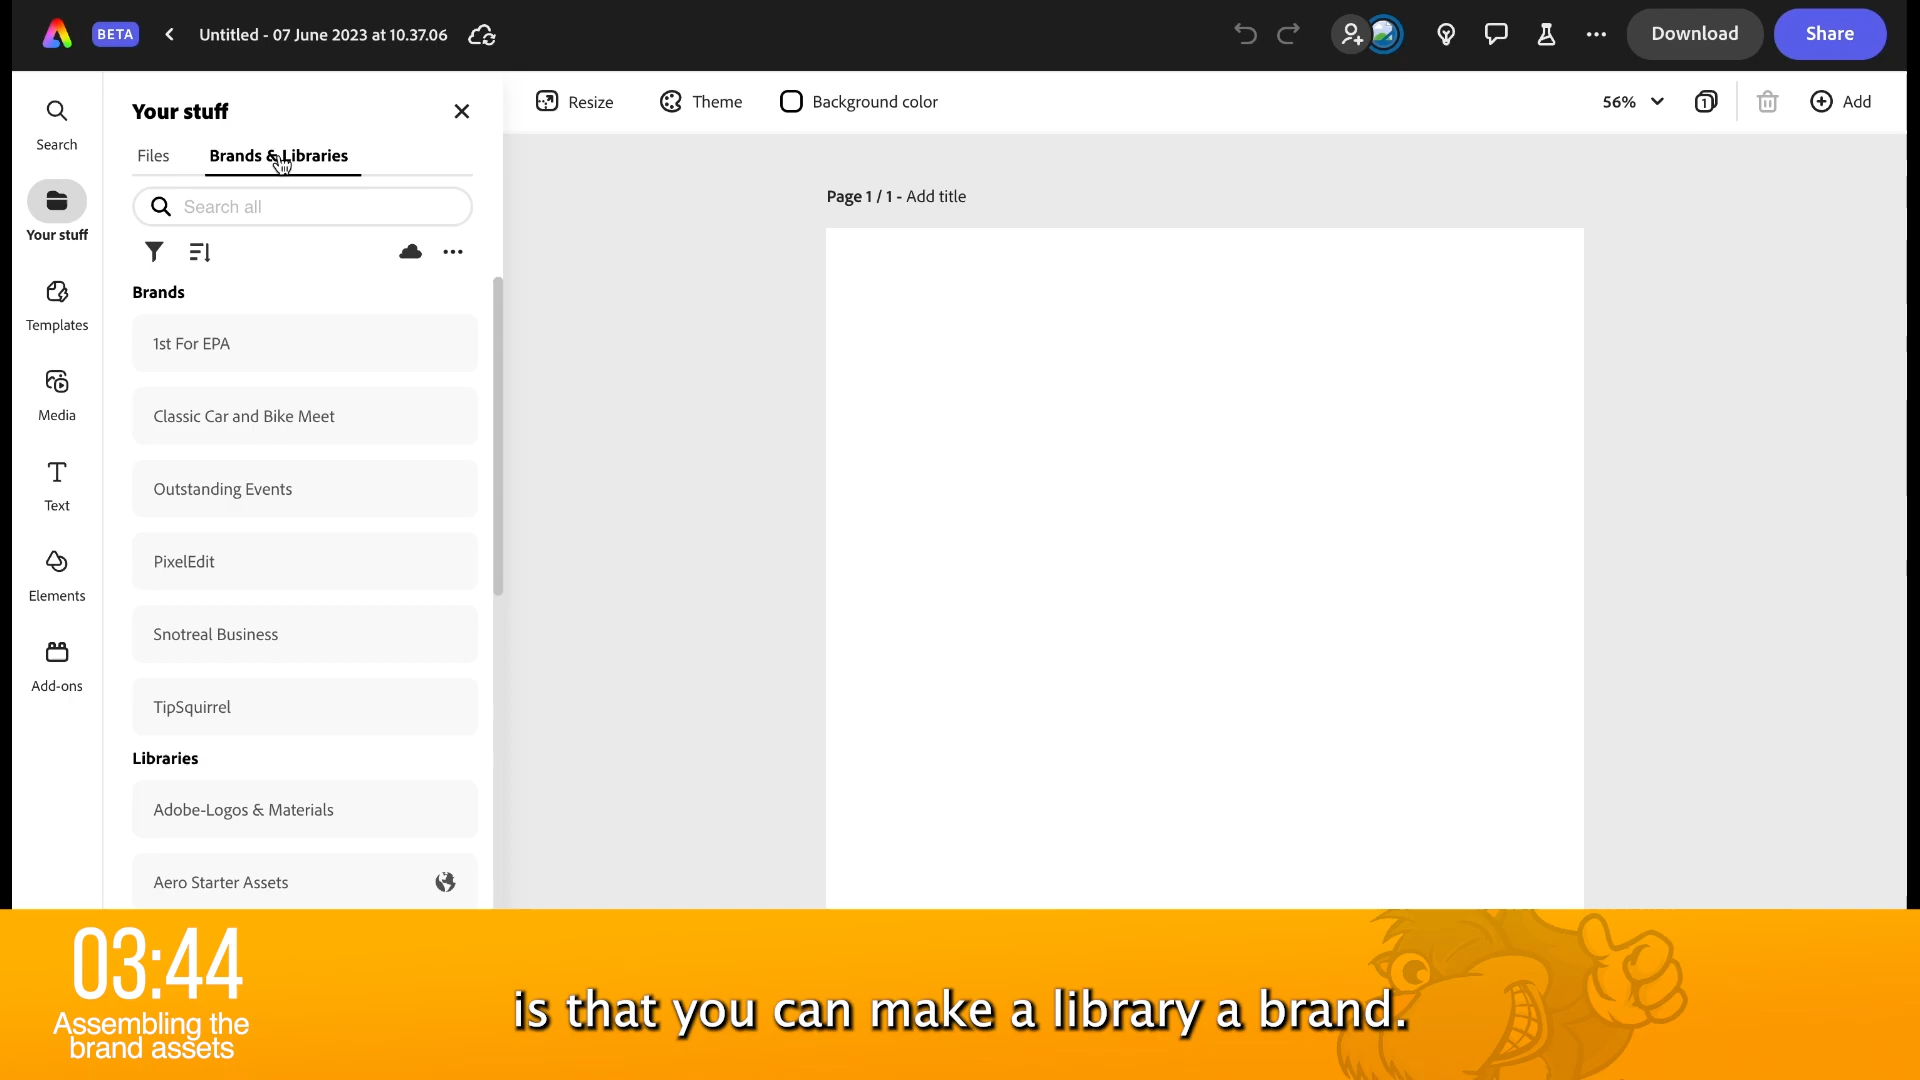 BETA
Untitled - 07 June 2023 at 10.37.06
Download
Share
Search
Your stuff
Templates
Media
Text
Elements
Add-ons
Your stuff
Files
Brands & Libraries
Search all
Brands
1st For EPA
Classic Car and Bike Meet
Outstanding Events
PixelEdit
Snotreal Business
TipSquirrel
Libraries
Adobe-Logos & Materials
Aero Starter Assets
Resize
Theme
Background color
56%
1
Add
Page 1 / 1 - Add title
03:44
Assembling the
brand assets
is that you can make a library a brand.